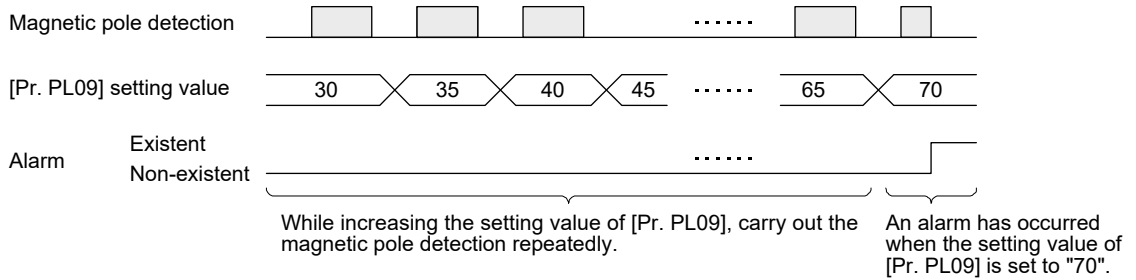 Magnetic pole detection
[Pr. PL09] setting value
30 35 40 45 65 70
Alarm
Existent
Non-existent
While increasing the setting value of [Pr. PL09], carry out the
magnetic pole detection repeatedly.
An alarm has occurred
when the setting value of
[Pr. PL09] is set to "70".